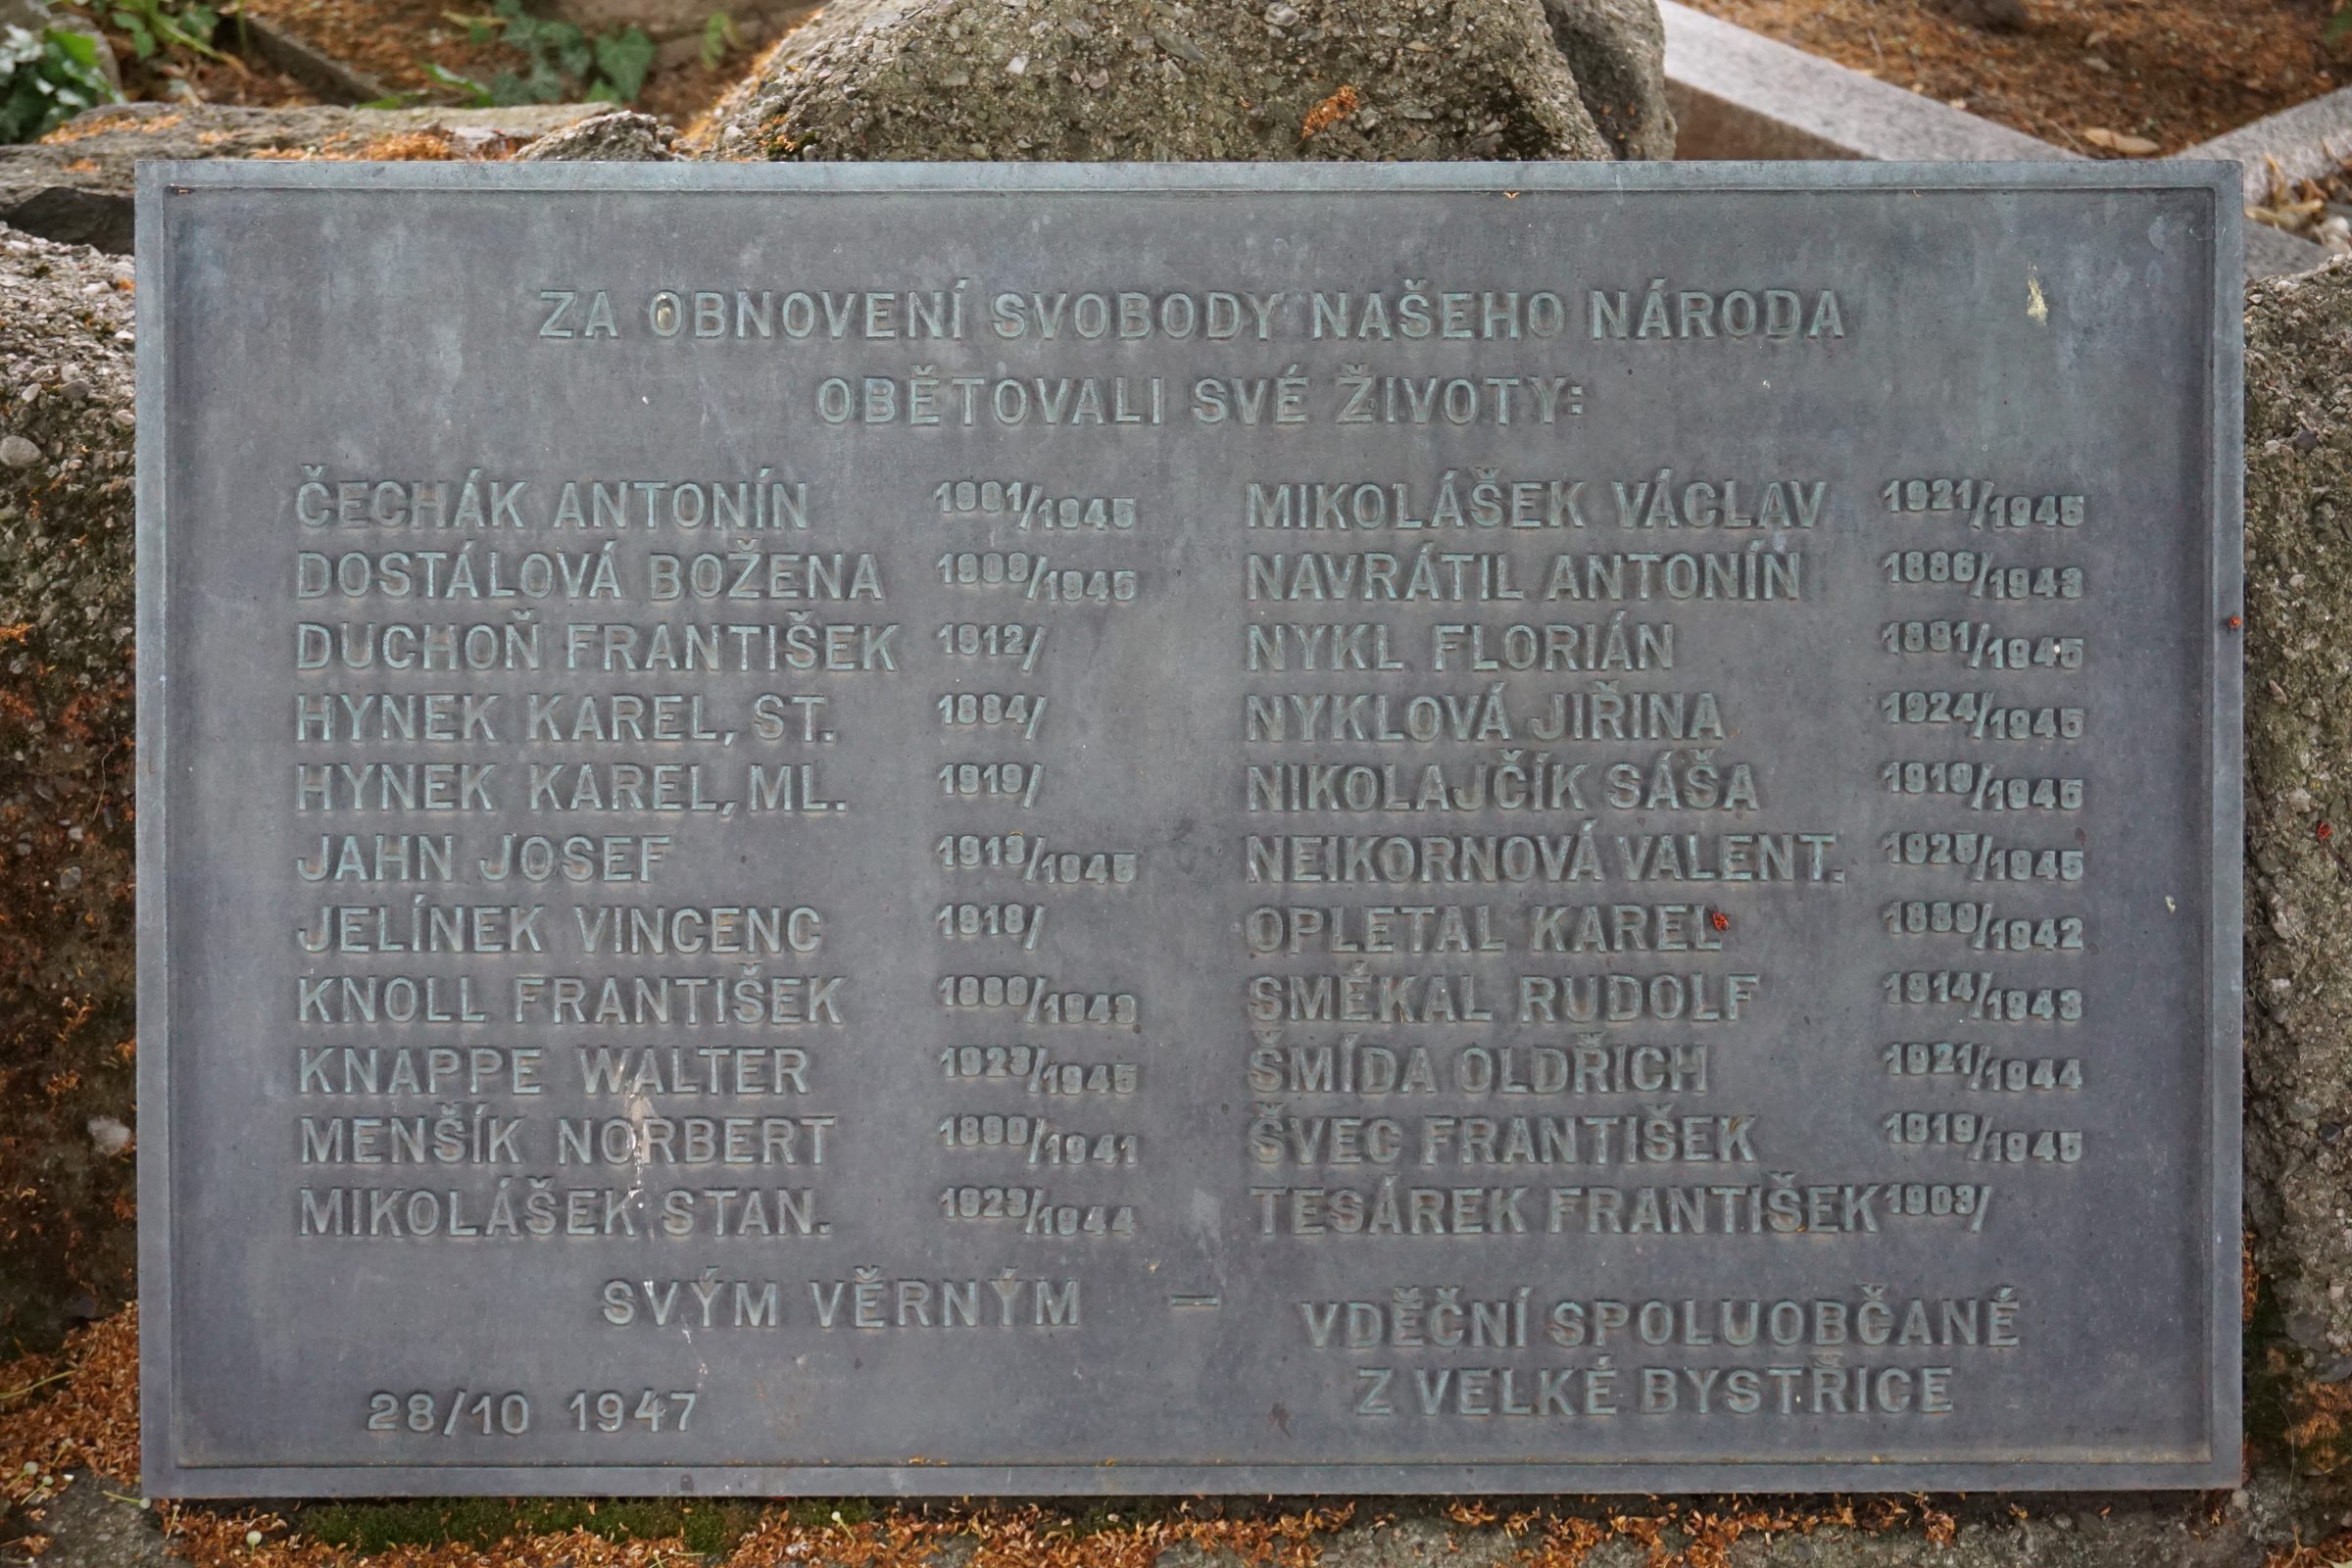 ZA OBNOVENÍ SVOBODY NAŠEHO NÁRODA
OBĚTOVALI SVÉ ŽIVOTY:
ČECHÁK ANTONÍN 1901/1945
DOSTÁLOVÁ BOŽENA 1909/1945
DUCHOŇ FRANTIŠEK 1912/
HYNEK KAREL, ST. 1884/
HYNEK KAREL, ML. 1919/
JAHN JOSEF 1913/1945
JELÍNEK VINCENC 1918/
KNOLL FRANTIŠEK 1880/1943
KNAPPE WALTER 1923/1945
MENŠÍK NORBERT 1890/1941
MIKOLÁŠEK STAN. 1923/1944
MIKOLÁŠEK VÁCLAV 1921/1945
NAVRÁTIL ANTONÍN 1886/1943
NYKL FLORIÁN 1891/1945
NYKLOVÁ JIŘINA 1924/1945
NIKOLAJČÍK SÁŠA 1919/1945
NEIKORNOVÁ VALENT. 1925/1945
OPLETAL KAREL 1889/1942
SMÉKAL RUDOLF 1914/1943
ŠMÍDA OLDŘICH 1921/1944
ŠVEC FRANTIŠEK 1919/1945
TESÁREK FRANTIŠEK 1903/
SVÝM VĚRNÝM – VDĚČNÍ SPOLUOBČANÉ
Z VELKÉ BYSTŘICE
28/10 1947